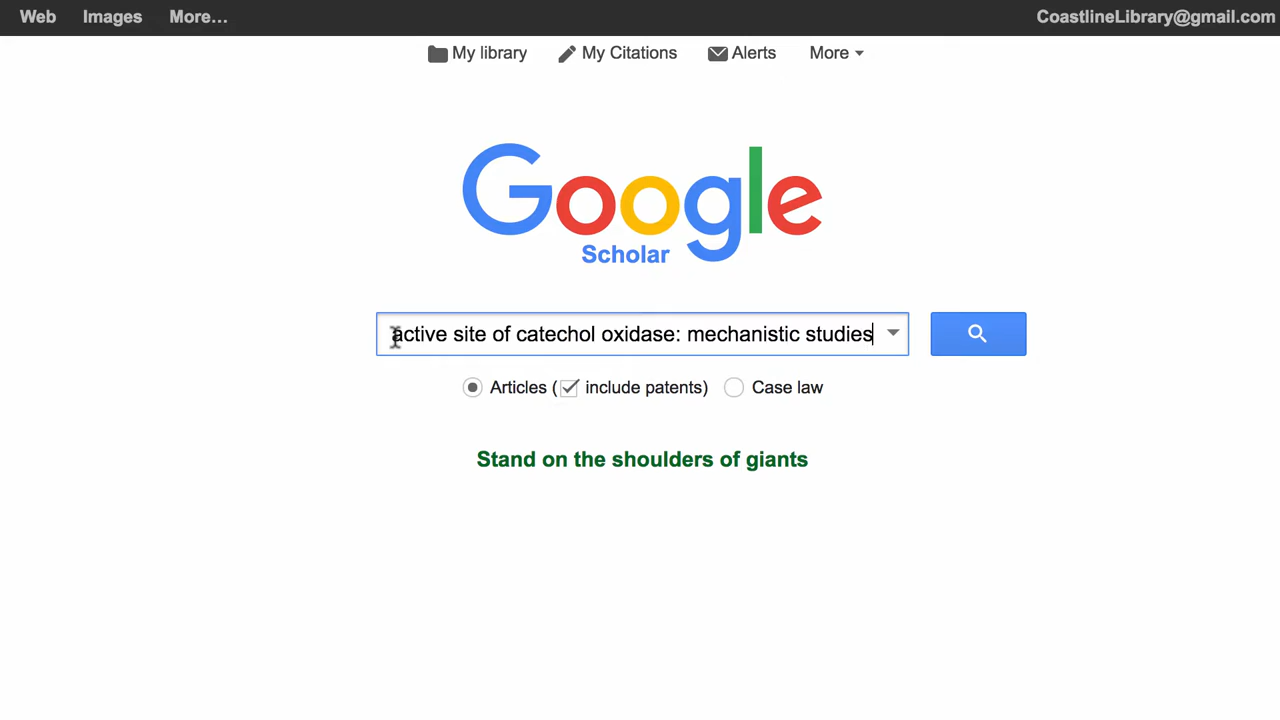 Web Images More... CoastlineLibrary@gmail.com
My library My Citations Alerts More
Google
Scholar
active site of catechol oxidase: mechanistic studies
Articles ( include patents) Case law
Stand on the shoulders of giants